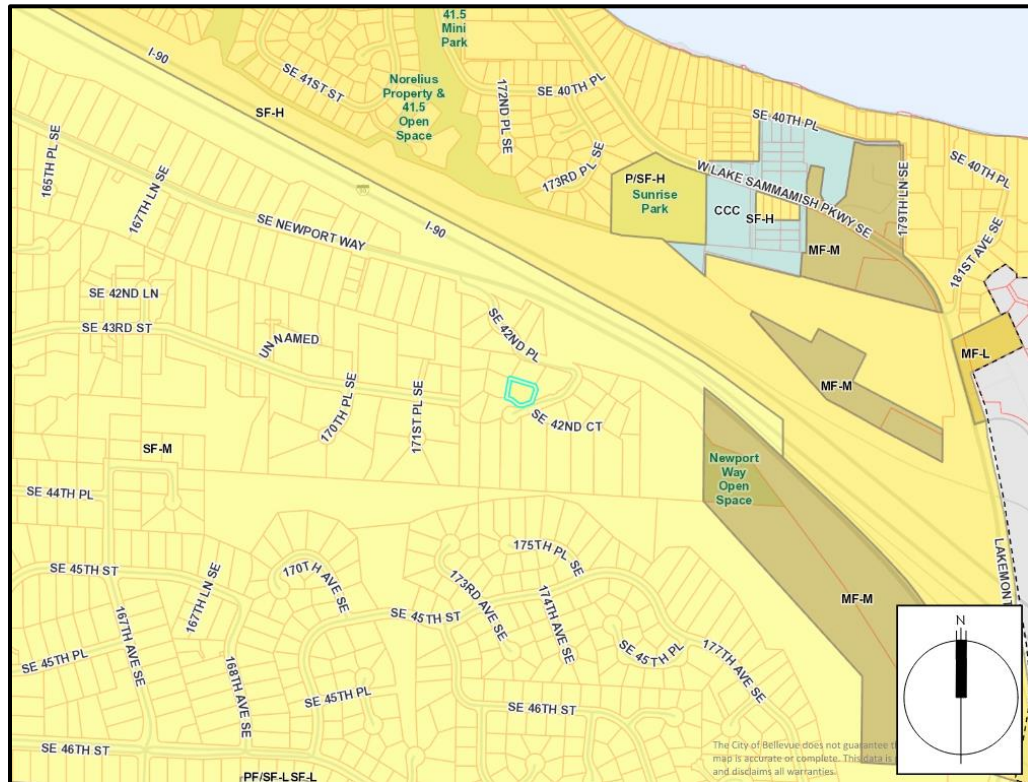 41.5
Mini
Park
I-90
SE 41ST ST
Norelius
Property &
41.5
Open
Space
172ND PL SE
SE 40TH PL
SF-H
173RD PL SE
SE 40TH PL
W LAKE SAMMAMISH PKWY SE
179TH LN SE
SE 40TH PL
P/SF-H
Sunrise
Park
CCC
SF-H
MF-M
181ST AVE SE
165TH PL SE
167TH LN SE
SE NEWPORT WAY
I-90
SE 42ND LN
SE 43RD ST
UNNAMED
170TH PL SE
171ST PL SE
SE 42ND PL
SE 42ND CT
MF-M
MF-L
SF-M
Newport
Way
Open
Space
SE 44TH PL
SE 45TH ST
167TH LN SE
170TH AVE SE
175TH PL SE
173RD AVE SE
174TH AVE SE
SE 45TH ST
MF-M
LAKEMONT
167TH AVE SE
SE 45TH PL
168TH AVE SE
SE 45TH PL
SE 45TH PL
177TH AVE SE
SE 46TH ST
SE 46TH ST
PF/SF-L SF-L
N
The City of Bellevue does not guarantee th
map is accurate or complete. This data is
and disclaims all warranties.